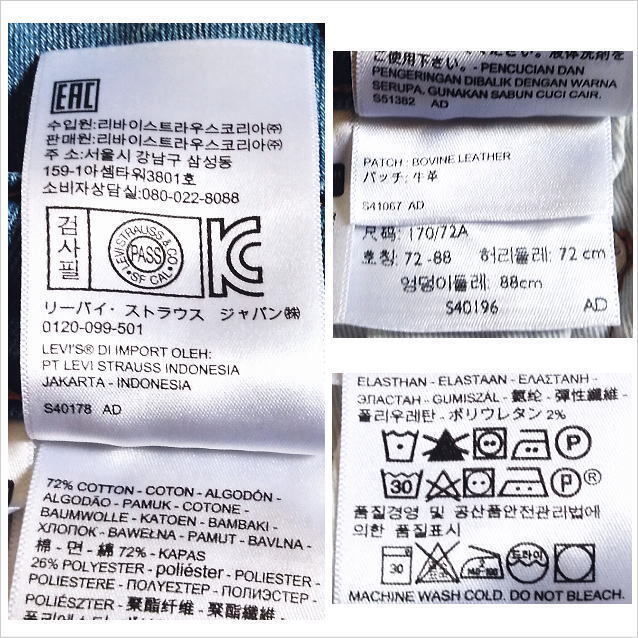 EAC
수입원:리바이스트라우스코리아㈜
판매원:리바이스트라우스코리아㈜
주 소:서울시 강남구 삼성동
159-1아셈타워3801호
소비자상담실:080-022-8088
검사필
LEVI STRAUSS & CO
PASS
SF CAL
リーバイ・ストラウス ジャパン㈱
0120-099-501
LEVI'S® DI IMPORT OLEH:
PT LEVI STRAUSS INDONESIA
JAKARTA - INDONESIA
S40178 AD
72% COTTON - COTON - ALGODÓN -
ALGODÃO - PAMUK - COTONE -
BAUMWOLLE - KATOEN - BAMBAKI -
ХЛОПОК - BAWEŁNA - PAMUT - BAVLNA -
棉 - 면 - 綿 72% - KAPAS
26% POLYESTER - poliéster - POLIESTER -
POLIESTERE - ΠΟΛΥΕΣΤΕΡ - ПОЛИЭСТЕР -
POLIÉSZTER - 聚酯纤维 - 聚酯纖維 -
ご使用下さい。- PENCUCIAN DAN
PENGERINGAN DIBALIK DENGAN WARNA
SERUPA, GUNAKAN SABUN CUCI CAIR.
S51382 AD
PATCH : BOVINE LEATHER
パッチ: 牛革
S41067 AD
尺码: 170/72A
호칭: 72-88 허리둘레: 72 cm
엉덩이둘레: 88cm
S40196 AD
ELASTHAN - ELASTAAN - ΕΛΑΣΤΑΝΗ -
ЭЛАСТАН - GUMISZÁL - 氨纶 - 彈性纖維 -
폴리우레탄 - ポリウレタン 2%
P
30 P®
품질경영 및 공산품안전관리법에
의한 품질표시
30 드라이
MACHINE WASH COLD. DO NOT BLEACH.